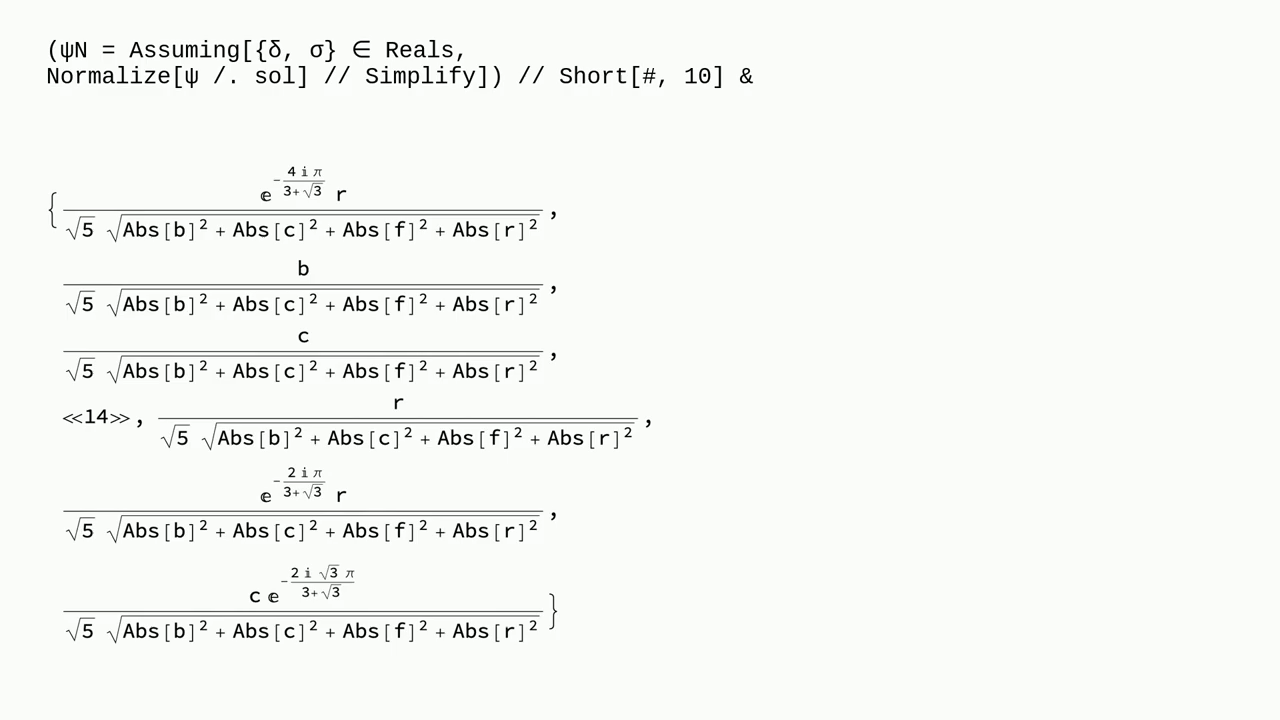 (ψN = Assuming[{δ, σ} ∈ Reals,
Normalize[ψ /. sol] // Simplify]) // Short[#, 10] &
{ⅇ^(-(4 ⅈ π)/(3+√3)) r / (√5 √(Abs[b]² + Abs[c]² + Abs[f]² + Abs[r]²)),
b / (√5 √(Abs[b]² + Abs[c]² + Abs[f]² + Abs[r]²)),
c / (√5 √(Abs[b]² + Abs[c]² + Abs[f]² + Abs[r]²)),
≪14≫, r / (√5 √(Abs[b]² + Abs[c]² + Abs[f]² + Abs[r]²)),
ⅇ^(-(2 ⅈ π)/(3+√3)) r / (√5 √(Abs[b]² + Abs[c]² + Abs[f]² + Abs[r]²)),
c ⅇ^(-(2 ⅈ √3 π)/(3+√3)) / (√5 √(Abs[b]² + Abs[c]² + Abs[f]² + Abs[r]²))}